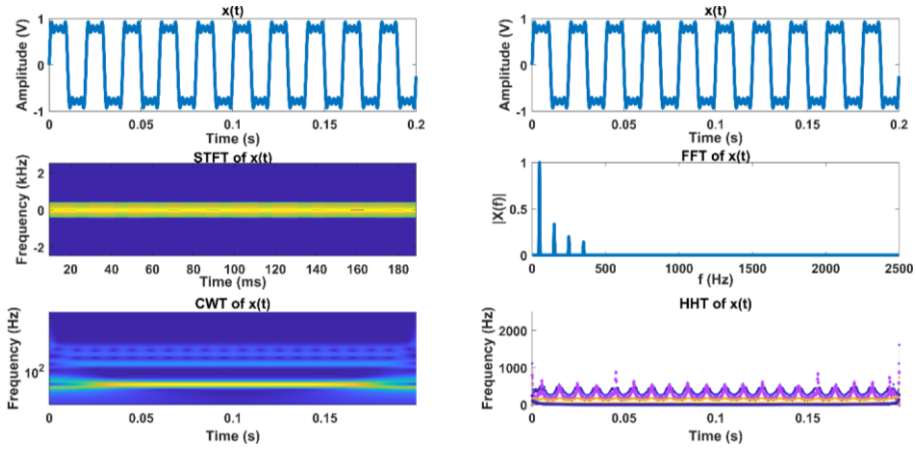 x(t)
Amplitude (V)
1
0
-1
0 0.05 0.1 0.15 0.2
Time (s)
x(t)
Amplitude (V)
1
0
-1
0 0.05 0.1 0.15 0.2
Time (s)
STFT of x(t)
Frequency (kHz)
2
0
-2
20 40 60 80 100 120 140 160 180
Time (ms)
FFT of x(t)
|X(f)|
1
0.5
0
0 500 1000 1500 2000 2500
f (Hz)
CWT of x(t)
Frequency (Hz)
10²
0 0.05 0.1 0.15
Time (s)
HHT of x(t)
Frequency (Hz)
2000
1000
0
0 0.05 0.1 0.15 0.2
Time (s)